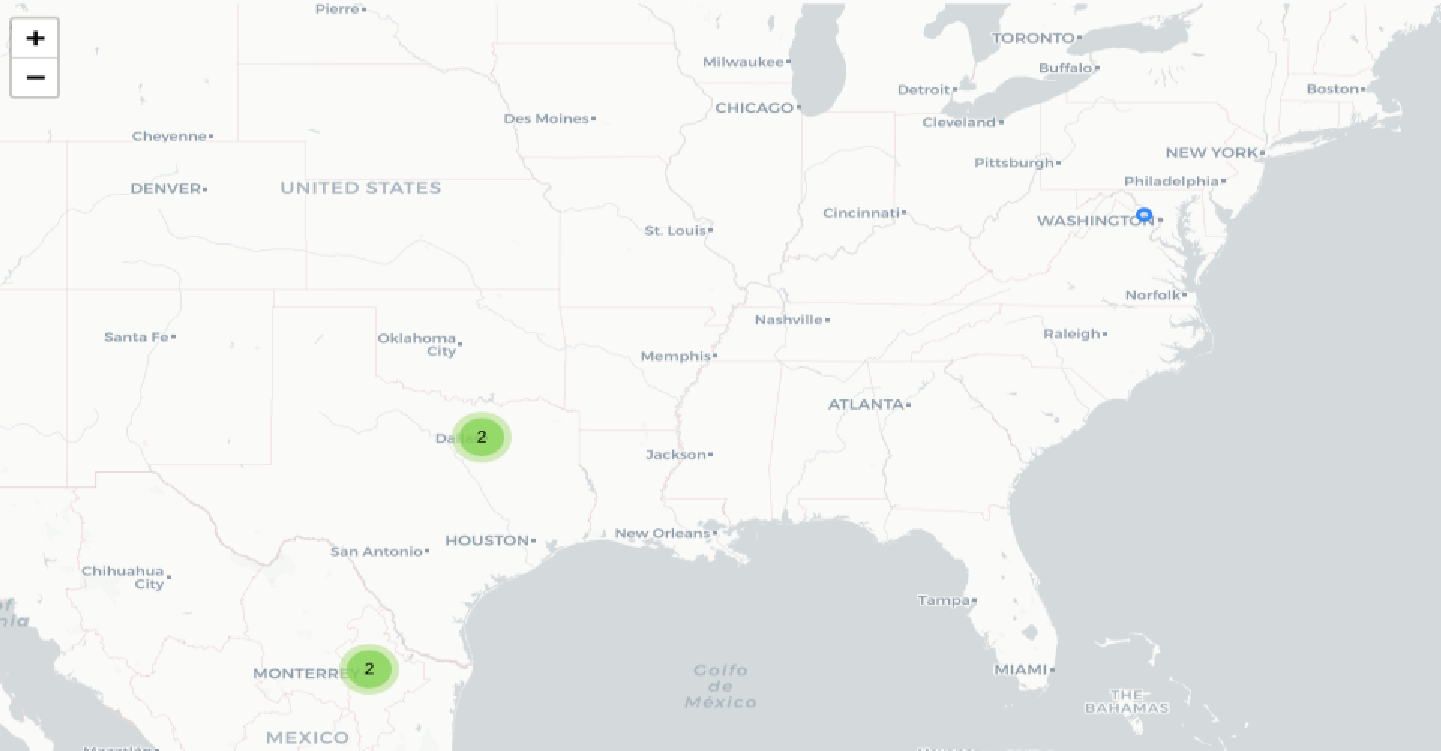 Pierre
+
TORONTO
Milwaukee
Buffalo
−
Detroit
Boston
CHICAGO
Des Moines
Cleveland
Cheyenne
NEW YORK
Pittsburgh
Philadelphia
DENVER
UNITED STATES
Cincinnati
WASHINGTON
St. Louis
Norfolk
Nashville
Raleigh
Santa Fe
Oklahoma
City
Memphis
ATLANTA
2
Jackson
New Orleans
HOUSTON
San Antonio
Chihuahua
City
Tampa
MONTERREY
2
Golfo
de
México
MIAMI
THE
BAHAMAS
MEXICO